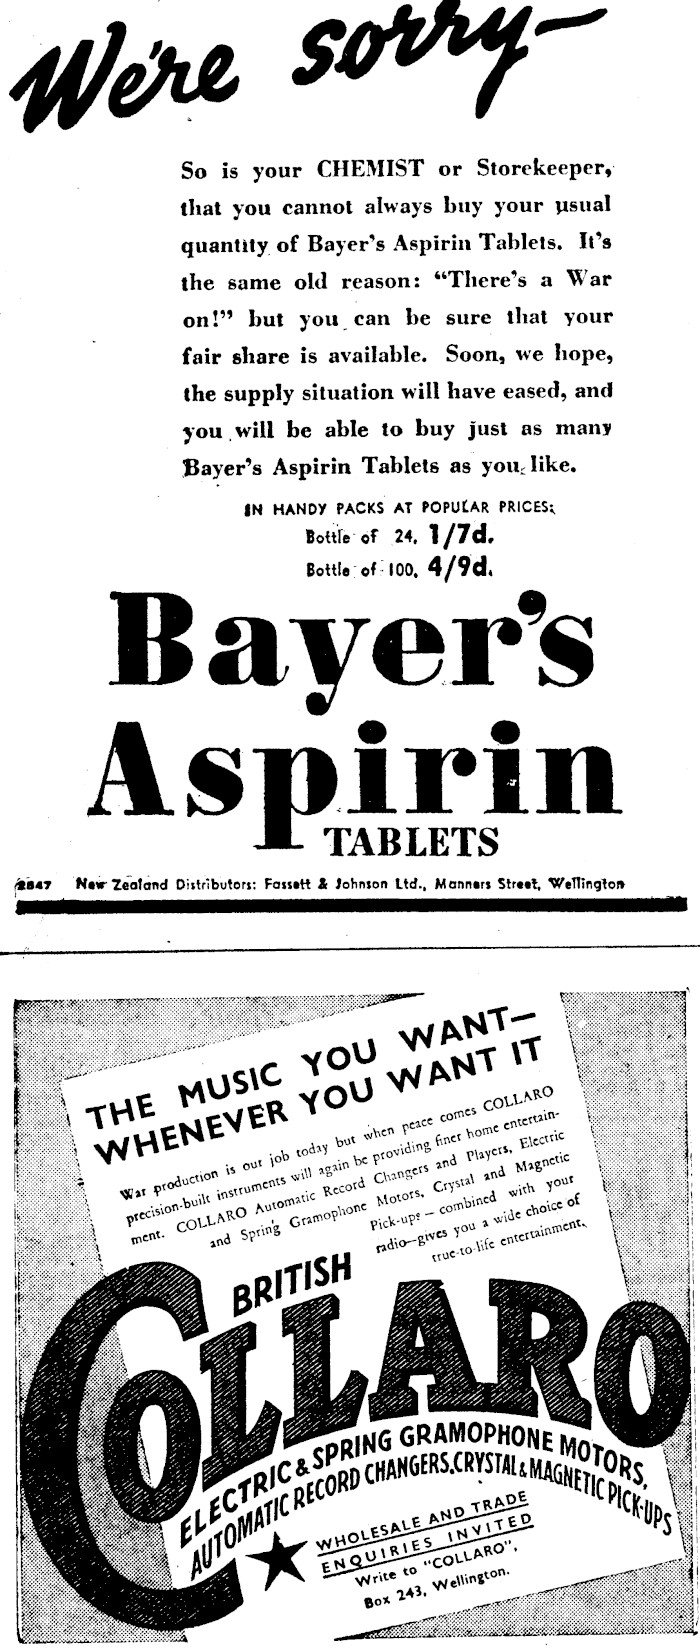 We're sorry—
So is your CHEMIST or Storekeeper,
that you cannot always buy your usual
quantity of Bayer's Aspirin Tablets. It's
the same old reason: “There's a War
on!” but you can be sure that your
fair share is available. Soon, we hope,
the supply situation will have eased, and
you will be able to buy just as many
Bayer's Aspirin Tablets as you like.
IN HANDY PACKS AT POPULAR PRICES:
Bottle of 24, 1/7d.
Bottle of 100, 4/9d.
Bayer's
Aspirin
TABLETS
2847 New Zealand Distributors: Fassett & Johnson Ltd., Manners Street, Wellington
THE MUSIC YOU WANT—
WHENEVER YOU WANT IT
War production is our job today but when peace comes COLLARO
precision-built instruments will again be providing finer home entertain-
ment. COLLARO Automatic Record Changers and Players, Electric
and Spring Gramophone Motors, Crystal and Magnetic
Pick-ups — combined with your
radio—gives you a wide choice of
true-to-life entertainment.
BRITISH
COLLARO
ELECTRIC & SPRING GRAMOPHONE MOTORS,
AUTOMATIC RECORD CHANGERS, CRYSTAL & MAGNETIC PICK-UPS
WHOLESALE AND TRADE
ENQUIRIES INVITED
Write to "COLLARO",
Box 243, Wellington.